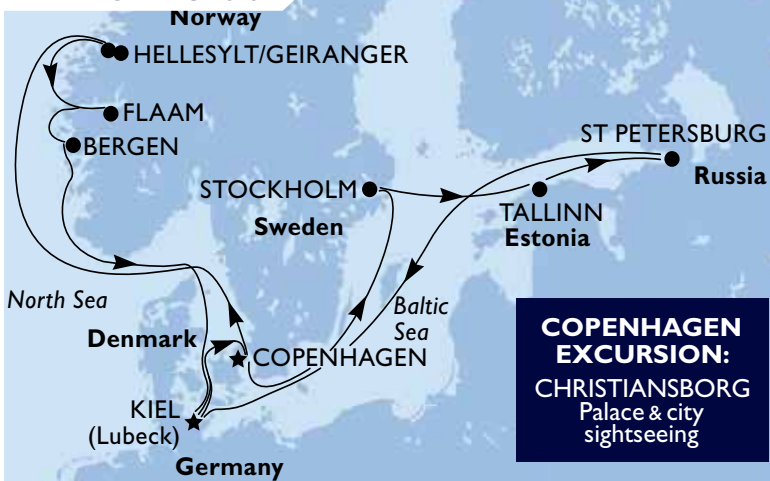 Norway
HELLESYLT/GEIRANGER
FLAAM
BERGEN
ST PETERSBURG
Russia
STOCKHOLM
Sweden
TALLINN
Estonia
North Sea
Baltic
Sea
Denmark
COPENHAGEN
KIEL
(Lubeck)
Germany
COPENHAGEN
EXCURSION:
CHRISTIANSBORG
Palace & city
sightseeing